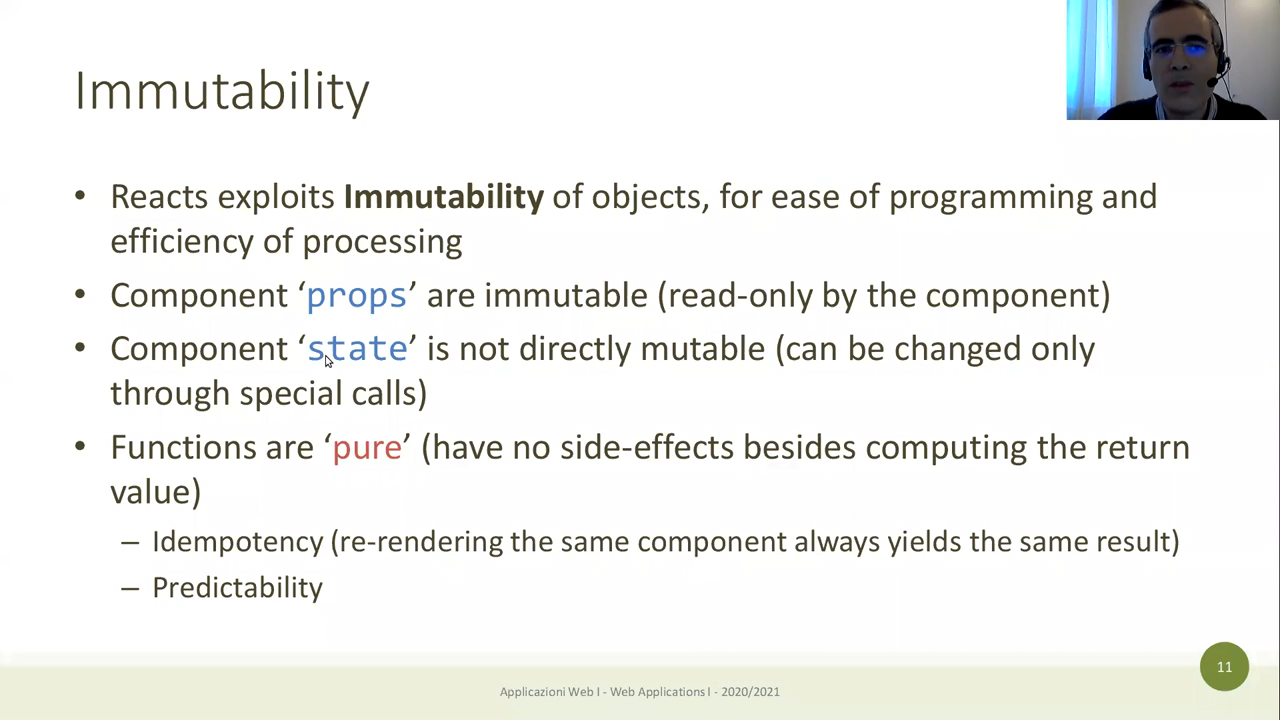 Immutability
• Reacts exploits Immutability of objects, for ease of programming and
efficiency of processing
• Component ‘props’ are immutable (read-only by the component)
• Component ‘state’ is not directly mutable (can be changed only
through special calls)
• Functions are ‘pure’ (have no side-effects besides computing the return
value)
– Idempotency (re-rendering the same component always yields the same result)
– Predictability
11
Applicazioni Web I - Web Applications I - 2020/2021